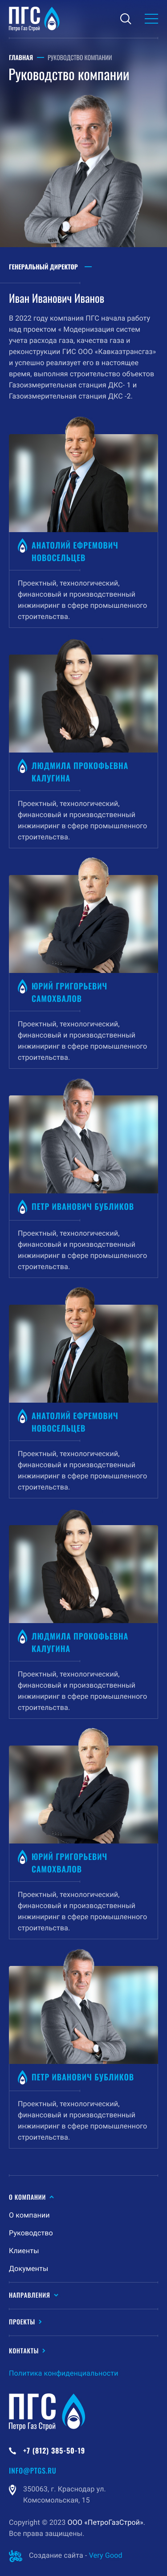 ПГС
Петро Газ Строй
ГЛАВНАЯ — РУКОВОДСТВО КОМПАНИИ
Руководство компании
ГЕНЕРАЛЬНЫЙ ДИРЕКТОР
Иван Иванович Иванов
В 2022 году компания ПГС начала работу
над проектом « Модернизация систем
учета расхода газа, качества газа и
реконструкции ГИС ООО «Кавказтрансгаз»
и успешно реализует его в настоящее
время, выполняя строительство объектов
Газоизмерительная станция ДКС- 1 и
Газоизмерительная станция ДКС -2.
АНАТОЛИЙ ЕФРЕМОВИЧ
НОВОСЕЛЬЦЕВ
Проектный, технологический,
финансовый и производственный
инжиниринг в сфере промышленного
строительства.
ЛЮДМИЛА ПРОКОФЬЕВНА
КАЛУГИНА
Проектный, технологический,
финансовый и производственный
инжиниринг в сфере промышленного
строительства.
ЮРИЙ ГРИГОРЬЕВИЧ
САМОХВАЛОВ
Проектный, технологический,
финансовый и производственный
инжиниринг в сфере промышленного
строительства.
ПЕТР ИВАНОВИЧ БУБЛИКОВ
Проектный, технологический,
финансовый и производственный
инжиниринг в сфере промышленного
строительства.
АНАТОЛИЙ ЕФРЕМОВИЧ
НОВОСЕЛЬЦЕВ
Проектный, технологический,
финансовый и производственный
инжиниринг в сфере промышленного
строительства.
ЛЮДМИЛА ПРОКОФЬЕВНА
КАЛУГИНА
Проектный, технологический,
финансовый и производственный
инжиниринг в сфере промышленного
строительства.
ЮРИЙ ГРИГОРЬЕВИЧ
САМОХВАЛОВ
Проектный, технологический,
финансовый и производственный
инжиниринг в сфере промышленного
строительства.
ПЕТР ИВАНОВИЧ БУБЛИКОВ
Проектный, технологический,
финансовый и производственный
инжиниринг в сфере промышленного
строительства.
О КОМПАНИИ
О компании
Руководство
Клиенты
Документы
НАПРАВЛЕНИЯ
ПРОЕКТЫ
КОНТАКТЫ
Политика конфиденциальности
ПГС
Петро Газ Строй
+7 (812) 385-50-19
INFO@PTGS.RU
350063, г. Краснодар ул.
Комсомольская, 15
Copyright © 2023 ООО «ПетроГазСтрой».
Все права защищены.
Создание сайта - Very Good